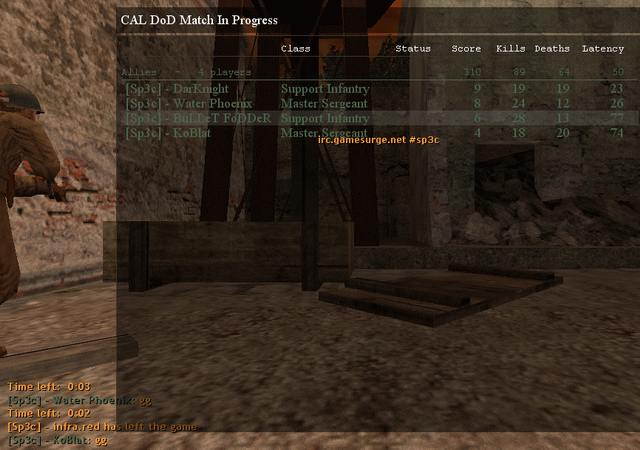 CAL DoD Match In Progress
Class Status Score Kills Deaths Latency
Allies - 4 players 310 89 64 50
[Sp3c] - DarKnight Support Infantry 9 19 19 23
[Sp3c] - Water Phoenix Master Sergeant 8 24 12 26
[Sp3c] - BuLLeT FoDDeR Support Infantry 6 28 13 77
[Sp3c] - KoBlat Master Sergeant 4 18 20 74
irc.gamesurge.net #sp3c
Time left: 0:03
[Sp3c] - Water Phoenix: gg
Time left: 0:02
[Sp3c] - infra.red has left the game
[Sp3c] - KoBlat: gg